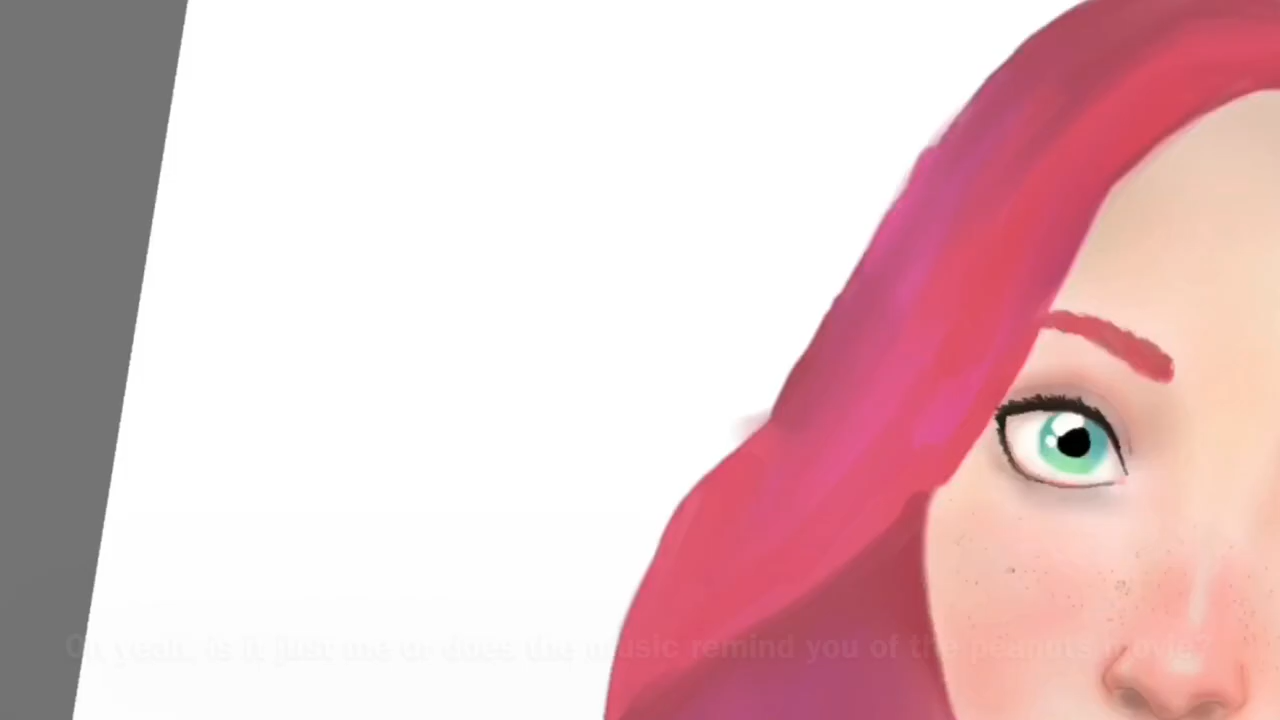 Oh yeah, is it just me or does the music remind you of the peanuts movie?